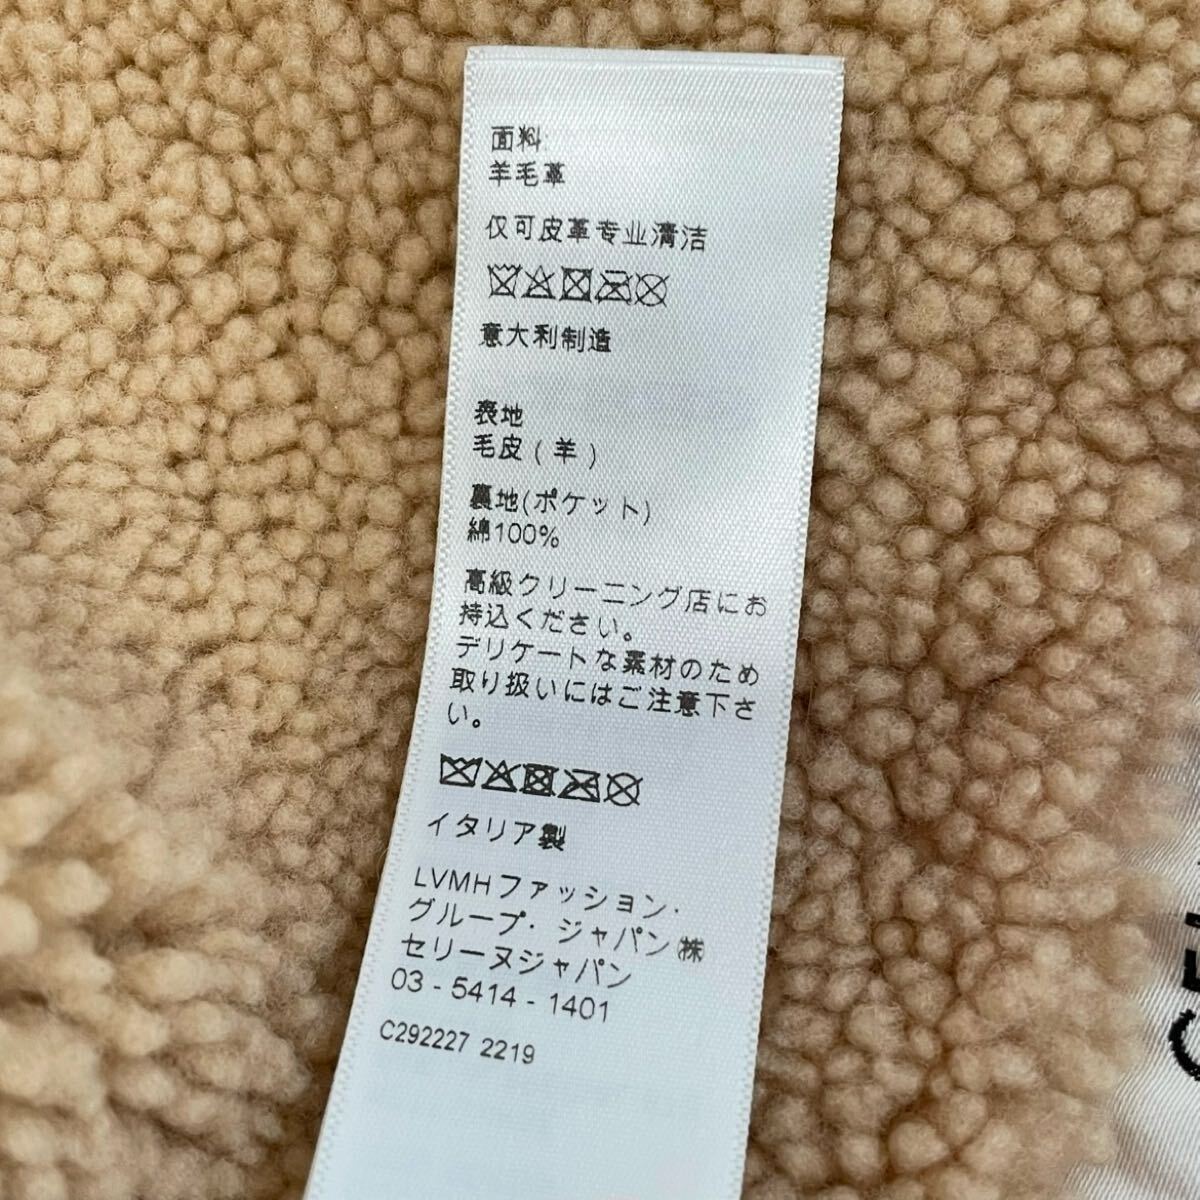 面料:
羊毛革
仅可皮革专业清洁
意大利制造
表地
毛皮 ( 羊 )
裏地(ポケット)
綿100%
高級クリーニング店にお
持込ください。
デリケートな素材のため
取り扱いにはご注意下さ
い。
イタリア製
LVMHファッション・
グループ・ジャパン㈱
セリーヌジャパン
03 - 5414 - 1401
C292227 2219